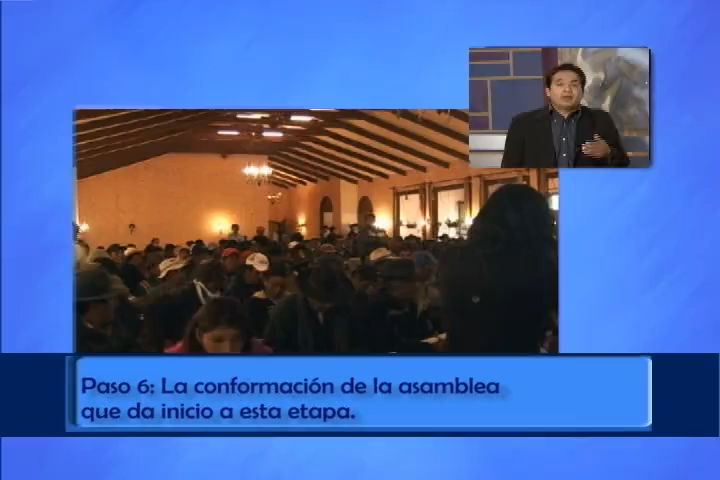 Paso 6: La conformación de la asamblea
que da inicio a esta etapa.